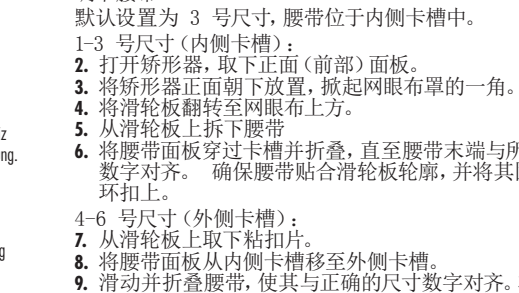 默认设置为 3 号尺寸，腰带位于内侧卡槽中。
1-3 号尺寸（内侧卡槽）：
2. 打开矫形器，取下正面（前部）面板。
3. 将矫形器正面朝下放置，掀起网眼布罩的一角。
4. 将滑轮板翻转至网眼布上方。
5. 从滑轮板上拆下腰带
6. 将腰带面板穿过卡槽并折叠，直至腰带末端与所
数字对齐。 确保腰带贴合滑轮板轮廓，并将其
环扣上。
4-6 号尺寸（外侧卡槽）：
7. 从滑轮板上取下粘扣片。
8. 将腰带面板从内侧卡槽移至外侧卡槽。
9. 滑动并折叠腰带，使其与正确的尺寸数字对齐。
iz
ng.
g